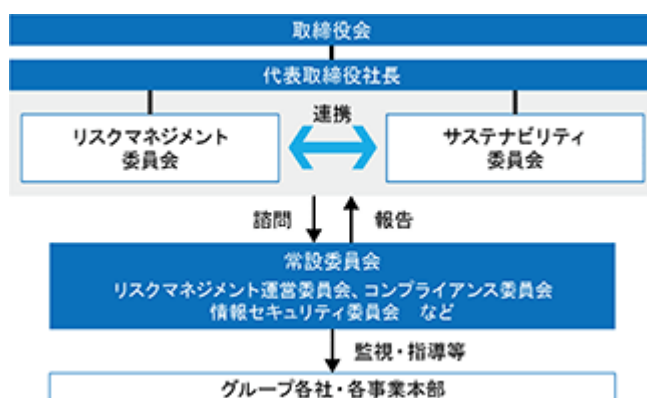 取締役会
代表取締役社長
連携
リスクマネジメント
委員会
サステナビリティ
委員会
諮問
報告
常設委員会
リスクマネジメント運営委員会、コンプライアンス委員会
情報セキュリティ委員会　など
監視・指導等
グループ各社・各事業本部